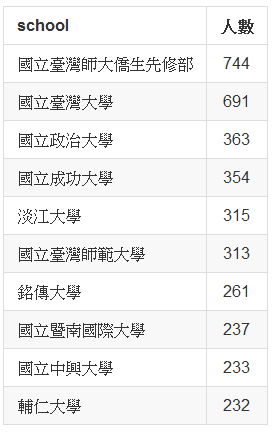 school 人數
國立臺灣師大僑生先修部 744
國立臺灣大學 691
國立政治大學 363
國立成功大學 354
淡江大學 315
國立臺灣師範大學 313
銘傳大學 261
國立暨南國際大學 237
國立中興大學 233
輔仁大學 232